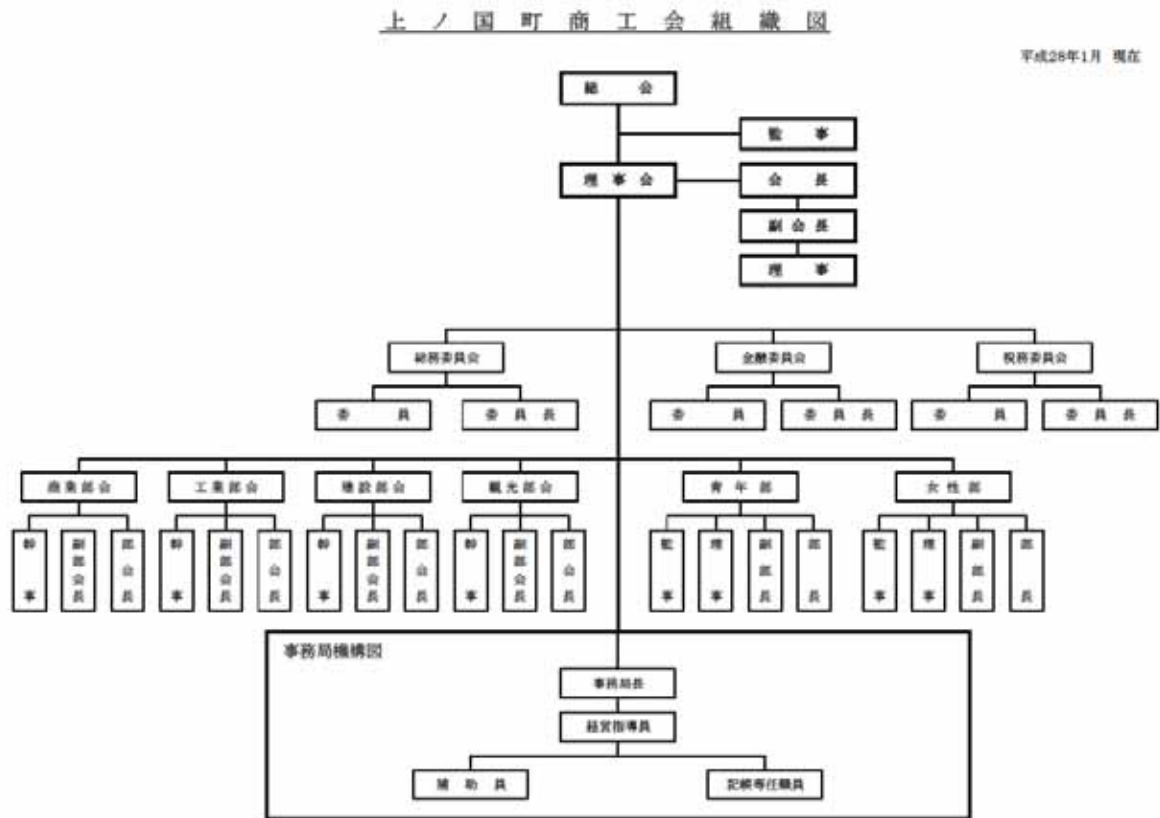 上ノ国町商工会組織図
平成28年1月 現在
総会
監事
理事会 会長
副会長
理事
総務委員会 金融委員会 税務委員会
委員 委員長 委員 委員長 委員 委員長
商業部会 工業部会 建設部会 観光部会 青年部 女性部
幹事 副部会長 部会長 幹事 副部会長 部会長 幹事 副部会長 部会長 幹事 副部会長 部会長 監事 理事 副部長 部長 監事 理事 副部長 部長
事務局機構図
事務局長
経営指導員
補助員 記帳専任職員